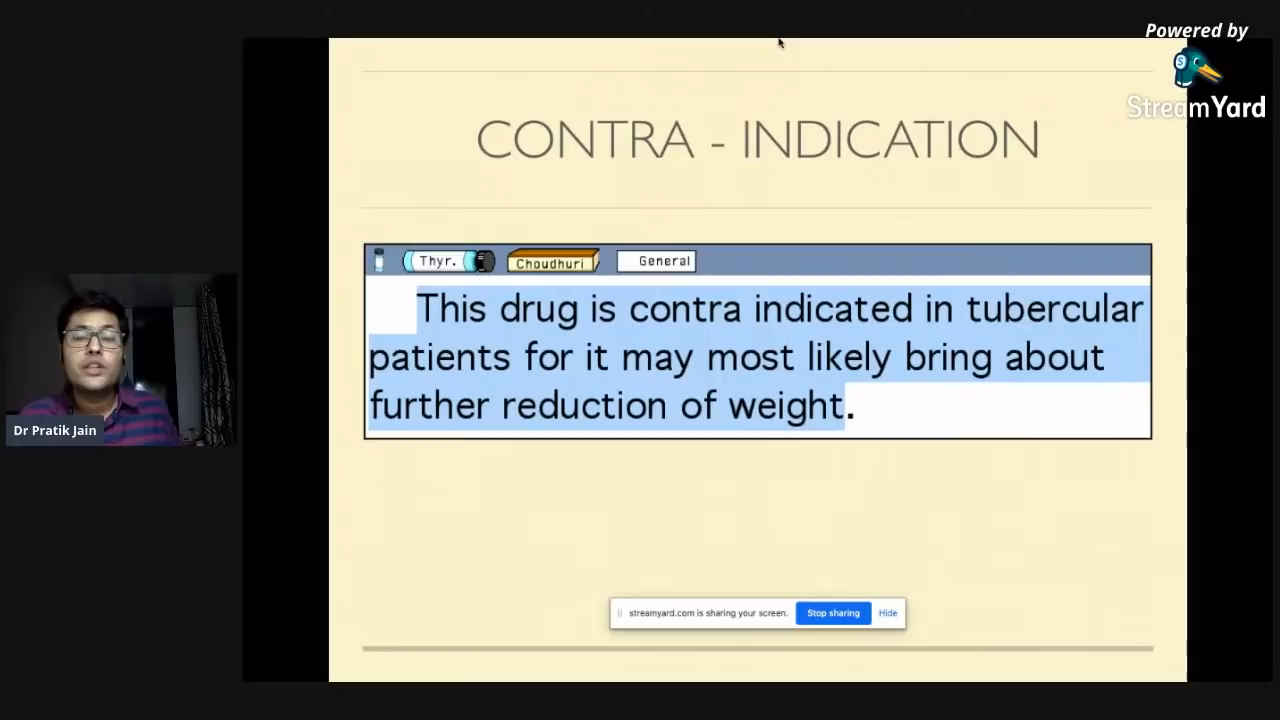 Powered by
StreamYard
CONTRA - INDICATION
Thyr. Choudhuri General
This drug is contra indicated in tubercular
patients for it may most likely bring about
further reduction of weight.
Dr Pratik Jain
streamyard.com is sharing your screen. Stop sharing Hide